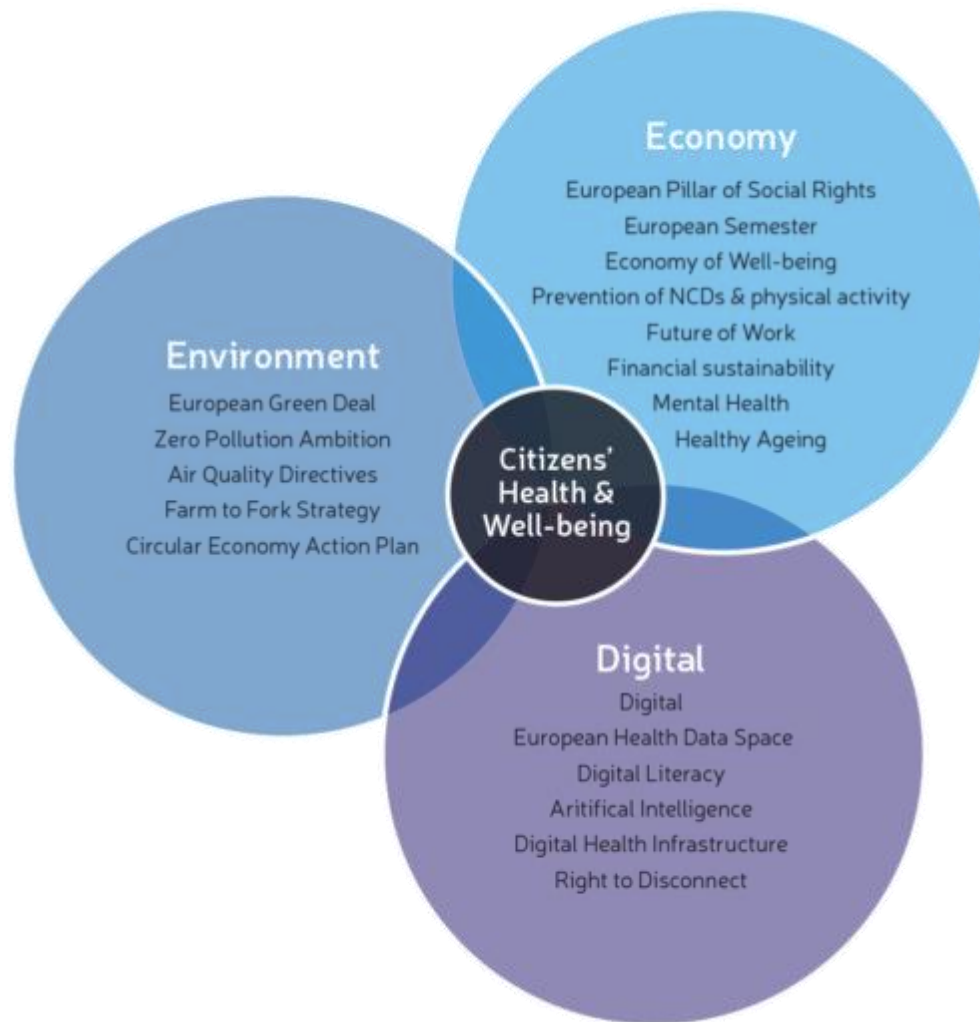 Economy
European Pillar of Social Rights
European Semester
Economy of Well-being
Prevention of NCDs & physical activity
Future of Work
Financial sustainability
Mental Health
Healthy Ageing
Environment
European Green Deal
Zero Pollution Ambition
Air Quality Directives
Farm to Fork Strategy
Circular Economy Action Plan
Citizens'
Health &
Well-being
Digital
Digital
European Health Data Space
Digital Literacy
Aritifical Intelligence
Digital Health Infrastructure
Right to Disconnect